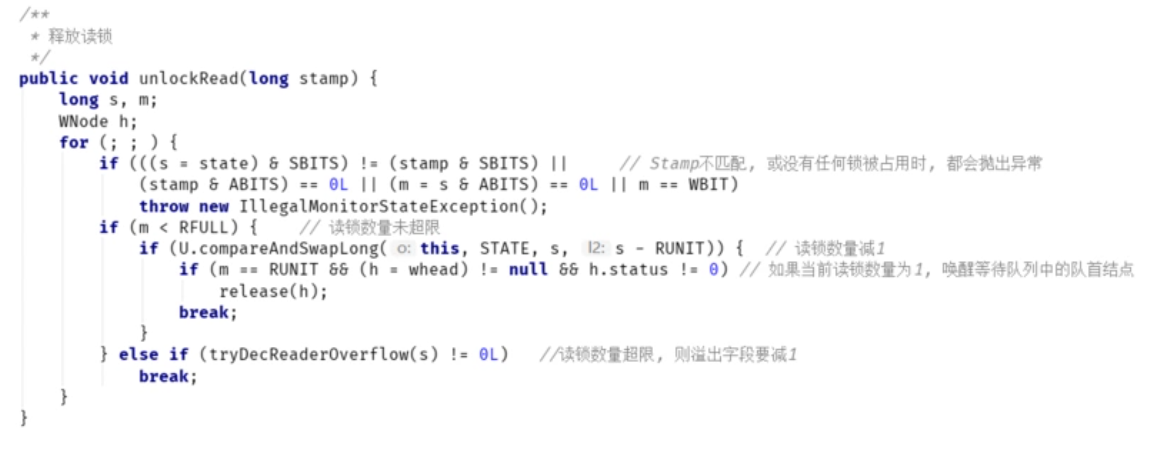 /**
 * 释放读锁
 */
public void unlockRead(long stamp) {
    long s, m;
    WNode h;
    for (; ; ) {
        if (((s = state) & SBITS) != (stamp & SBITS) ||      // Stamp不匹配, 或没有任何锁被占用时, 都会抛出异常
            (stamp & ABITS) == 0L || (m = s & ABITS) == 0L || m == WBIT)
            throw new IllegalMonitorStateException();
        if (m < RFULL) {    // 读锁数量未超限
            if (U.compareAndSwapLong( o: this, STATE, s, l2: s - RUNIT)) {  // 读锁数量减1
                if (m == RUNIT && (h = whead) != null && h.status != 0) // 如果当前读锁数量为1, 唤醒等待队列中的队首结点
                    release(h);
                break;
            }
        } else if (tryDecReaderOverflow(s) != 0L)   //读锁数量超限, 则溢出字段要减1
            break;
    }
}